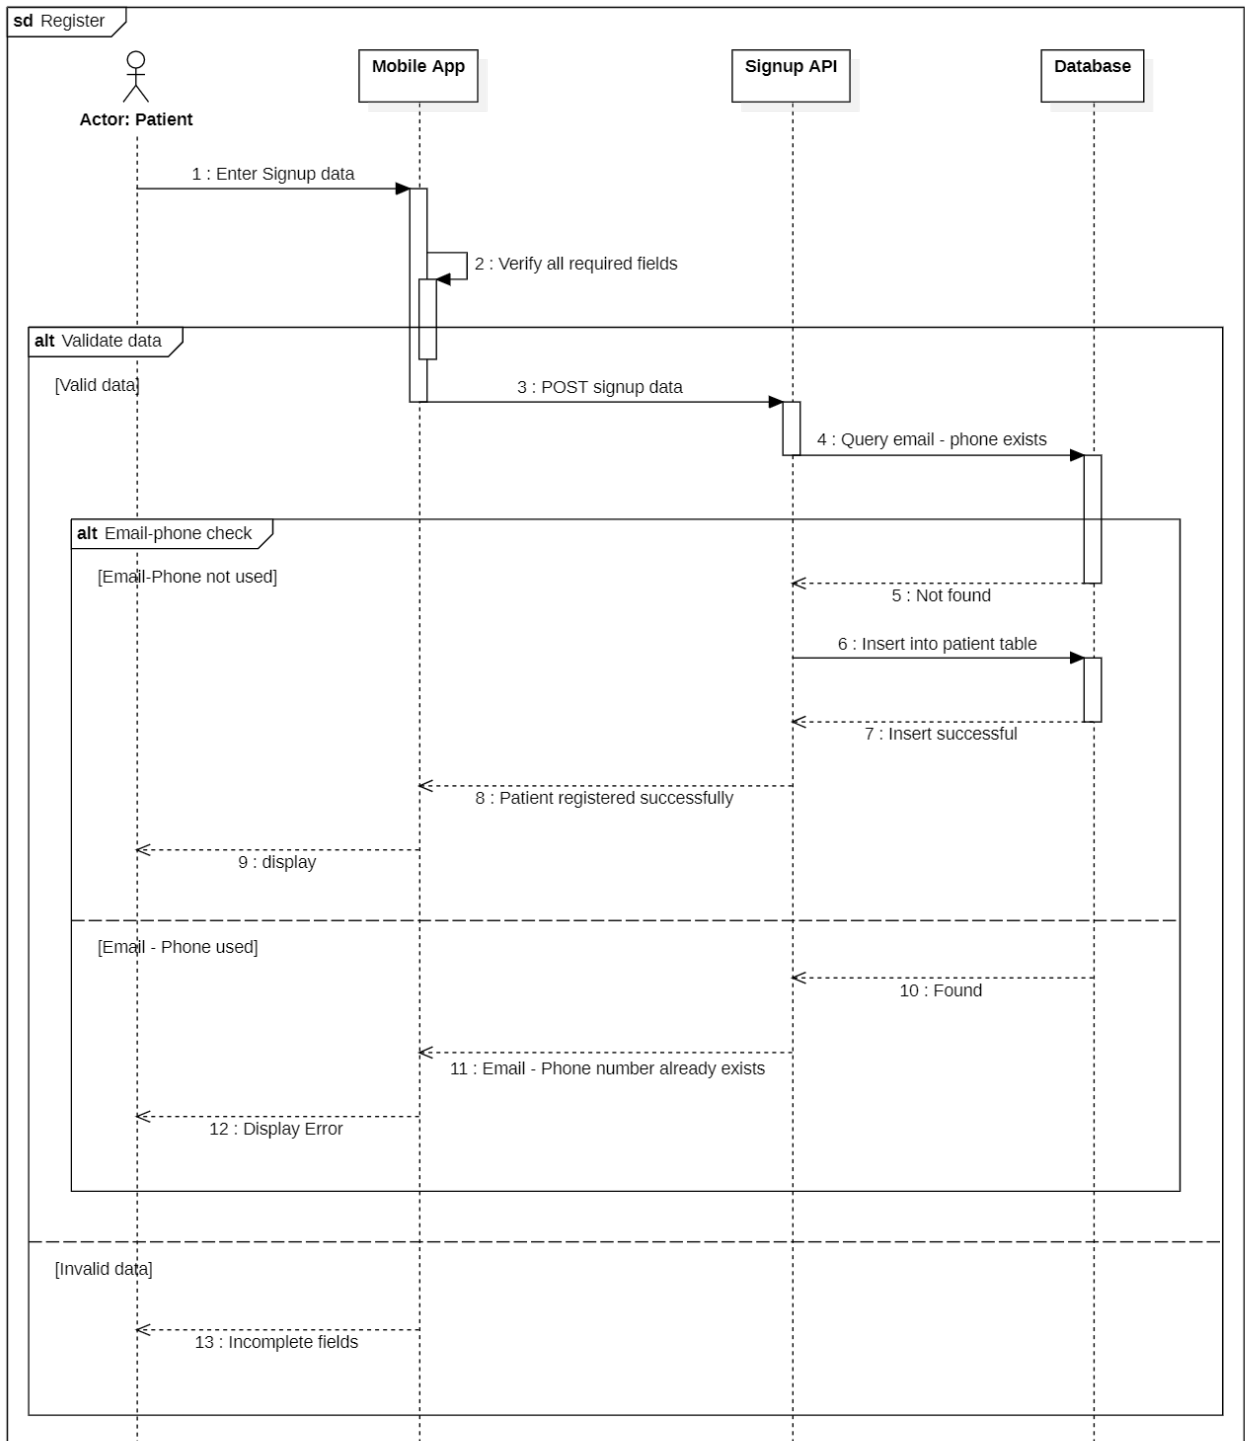 sd Register
Mobile App
Signup API
Database
Actor: Patient
1 : Enter Signup data
2 : Verify all required fields
alt Validate data
[Valid data]
3 : POST signup data
4 : Query email - phone exists
alt Email-phone check
[Email-Phone not used]
5 : Not found
6 : Insert into patient table
7 : Insert successful
8 : Patient registered successfully
9 : display
[Email - Phone used]
10 : Found
11 : Email - Phone number already exists
12 : Display Error
[Invalid data]
13 : Incomplete fields